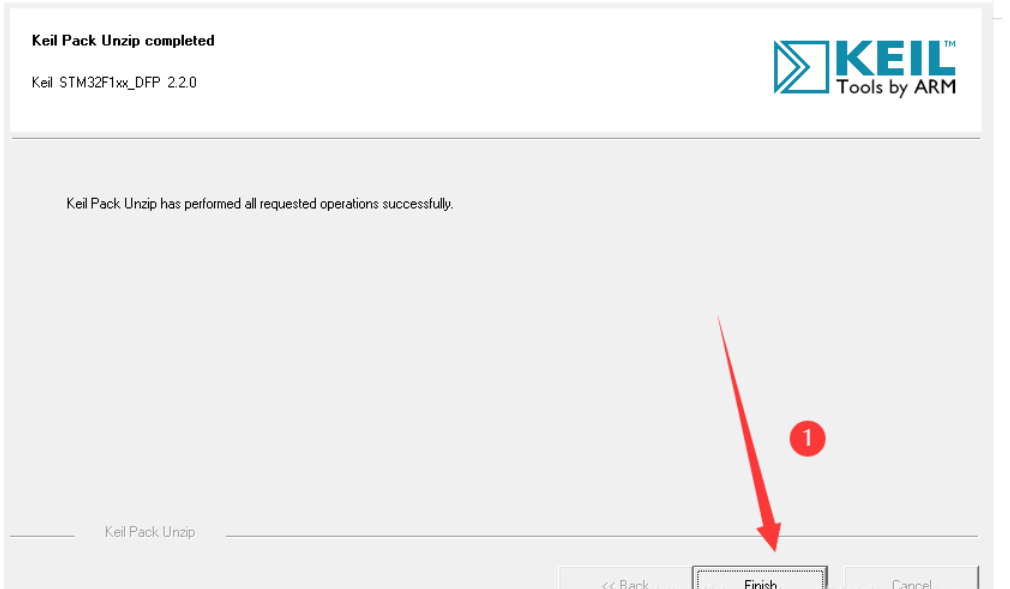 Keil Pack Unzip completed
Keil STM32F1xx_DFP 2.2.0
KEIL™
Tools by ARM
Keil Pack Unzip has performed all requested operations successfully.
1
Keil Pack Unzip
<< Back
Finish
Cancel